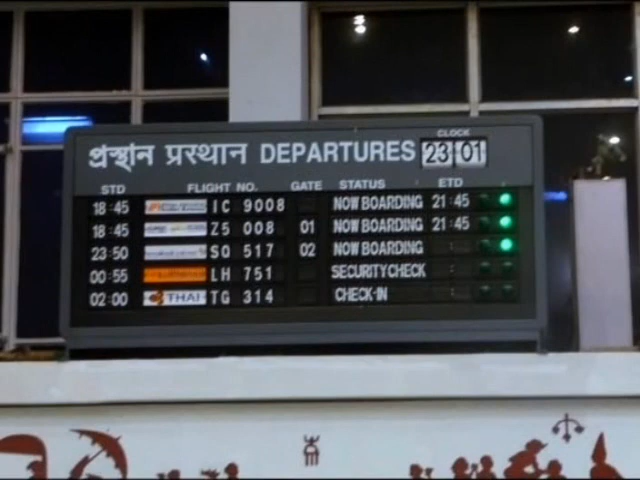 CLOCK
প্রস্থান प्रस्थान DEPARTURES 23 01
STD FLIGHT NO. GATE STATUS ETD
18:45 IC 9008 NOW BOARDING 21:45
18:45 Z5 008 01 NOW BOARDING 21:45
23:50 SQ 517 02 NOW BOARDING :
00:55 LH 751 SECURITY CHECK :
02:00 THAI TG 314 CHECK-IN :